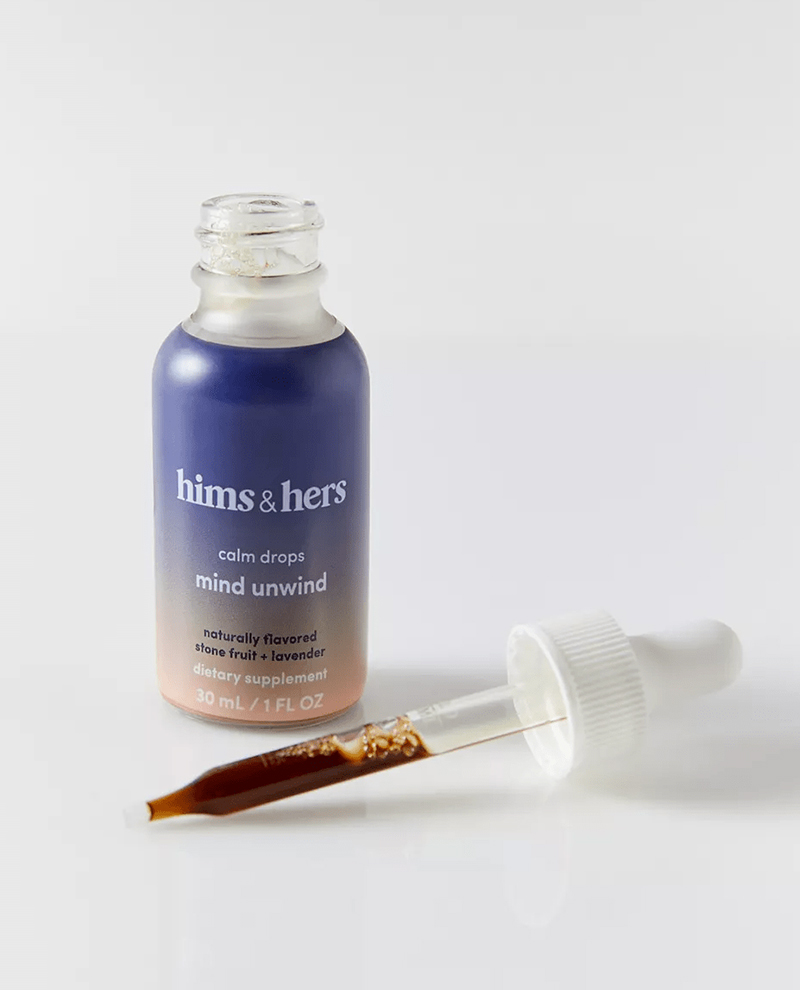 hims & hers
calm drops
mind unwind
naturally flavored
stone fruit + lavender
dietary supplement
30 mL / 1 FL OZ